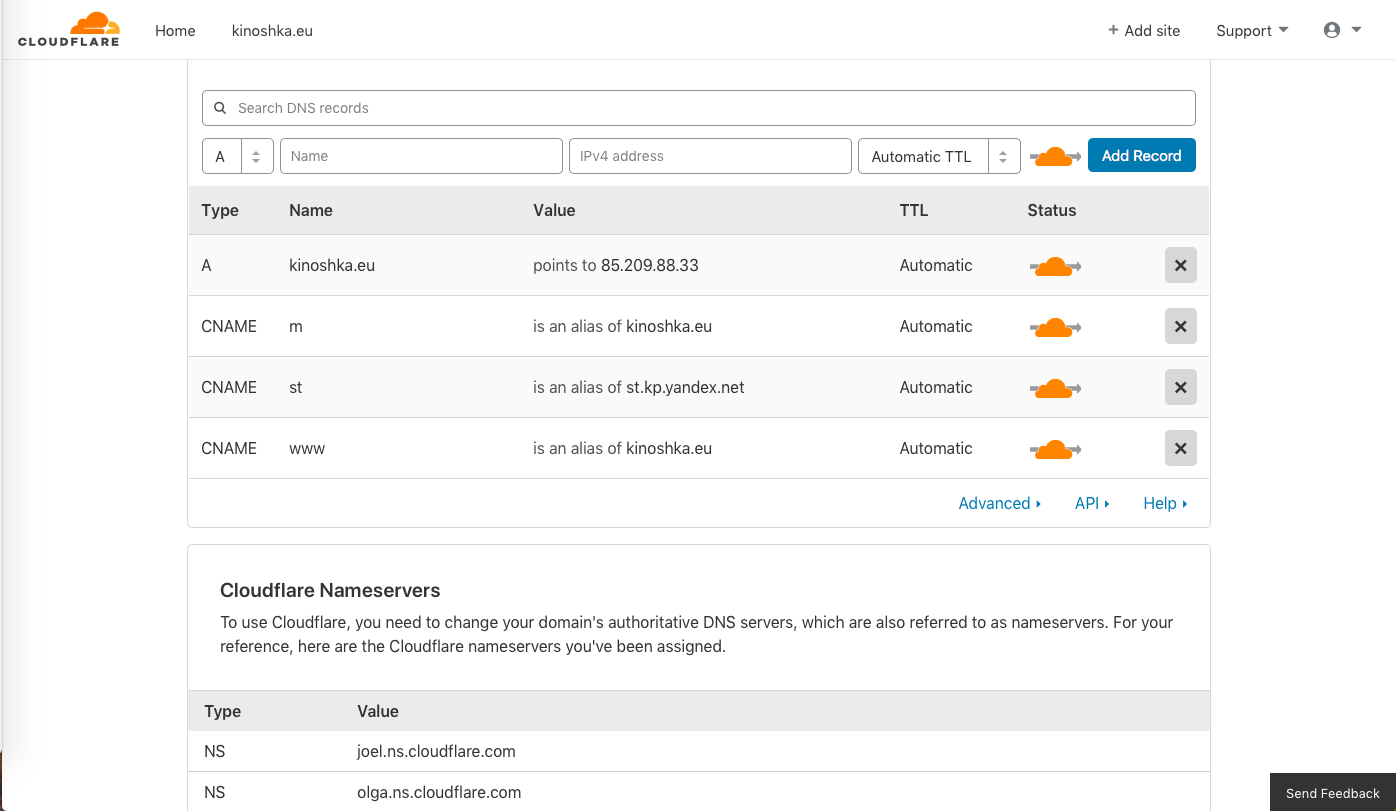 CLOUDFLARE Home kinoshka.eu + Add site Support
Search DNS records
A Name IPv4 address Automatic TTL Add Record
Type Name Value TTL Status
A kinoshka.eu points to 85.209.88.33 Automatic
CNAME m is an alias of kinoshka.eu Automatic
CNAME st is an alias of st.kp.yandex.net Automatic
CNAME www is an alias of kinoshka.eu Automatic
Advanced API Help
Cloudflare Nameservers
To use Cloudflare, you need to change your domain's authoritative DNS servers, which are also referred to as nameservers. For your
reference, here are the Cloudflare nameservers you've been assigned.
Type Value
NS joel.ns.cloudflare.com
NS olga.ns.cloudflare.com
Send Feedback